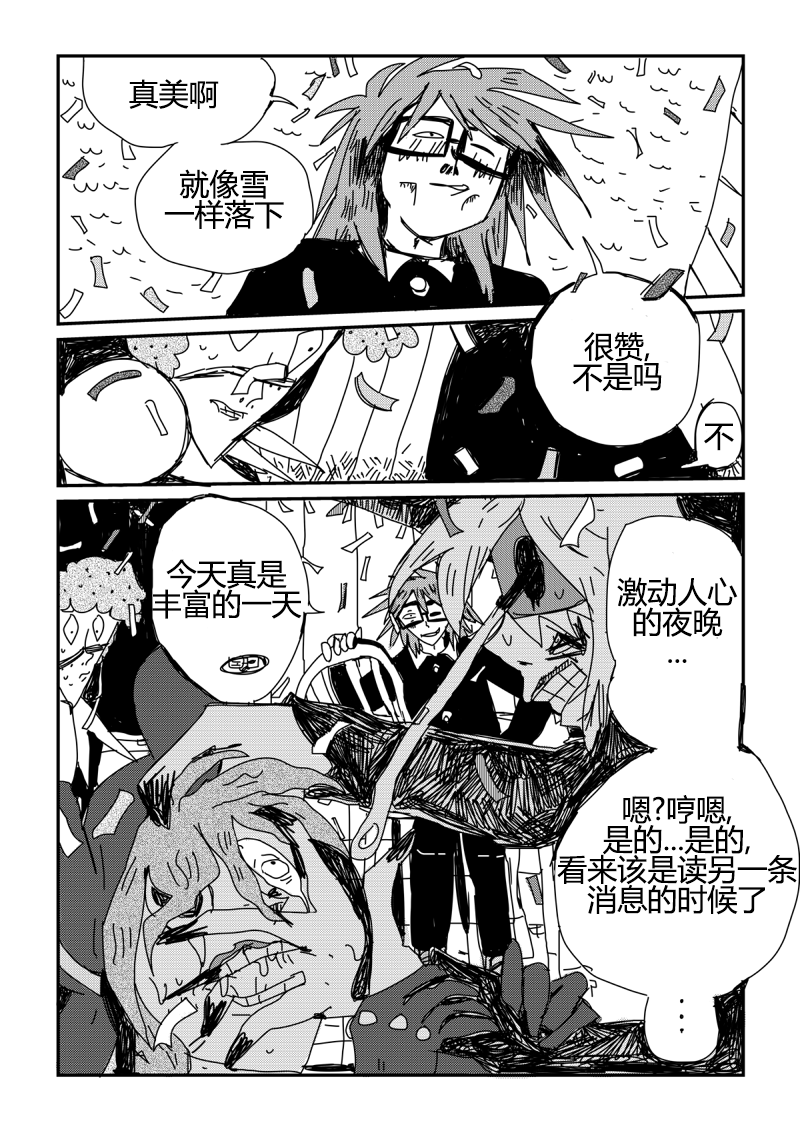 真美啊
就像雪
一样落下
很赞,
不是吗
不
今天真是
丰富的一天
激动人心
的夜晚
...
嗯?哼嗯,
是的...是的,
看来该是读另一条
消息的时候了
...